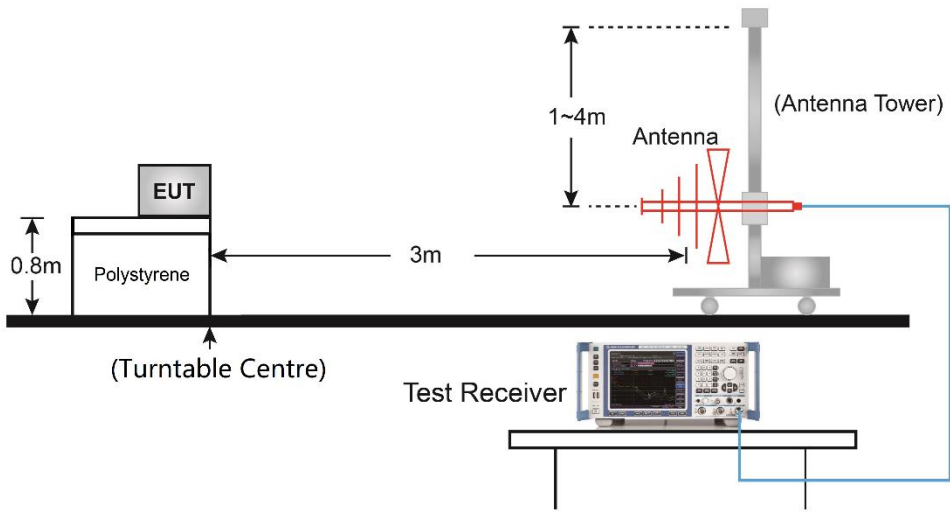 1~4m
(Antenna Tower)
Antenna
EUT
0.8m
Polystyrene
3m
(Turntable Centre)
Test Receiver